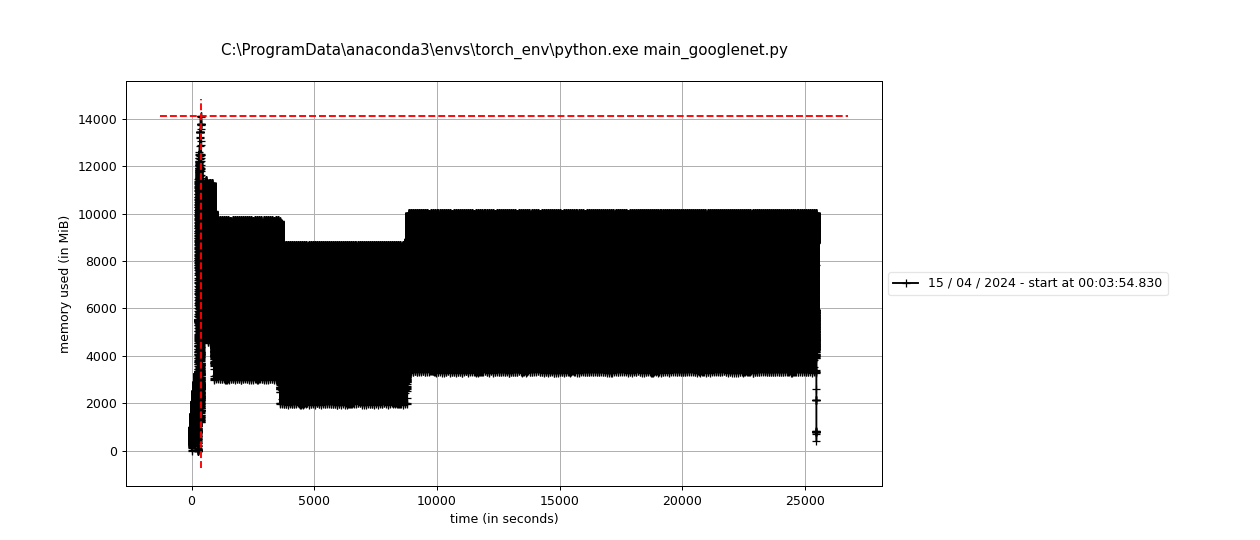 C:\ProgramData\anaconda3\envs\torch_env\python.exe main_googlenet.py
14000
12000
10000
8000
6000
4000
2000
0
memory used (in MiB)
0 5000 10000 15000 20000 25000
time (in seconds)
15 / 04 / 2024 - start at 00:03:54.830